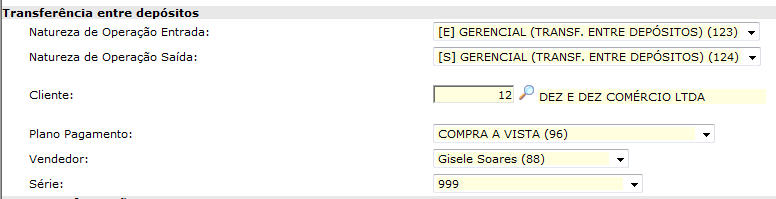 Transferência entre depósitos
Natureza de Operação Entrada: [E] GERENCIAL (TRANSF. ENTRE DEPÓSITOS) (123)
Natureza de Operação Saída: [S] GERENCIAL (TRANSF. ENTRE DEPÓSITOS) (124)
Cliente: 12 DEZ E DEZ COMÉRCIO LTDA
Plano Pagamento: COMPRA A VISTA (96)
Vendedor: Gisele Soares (88)
Série: 999